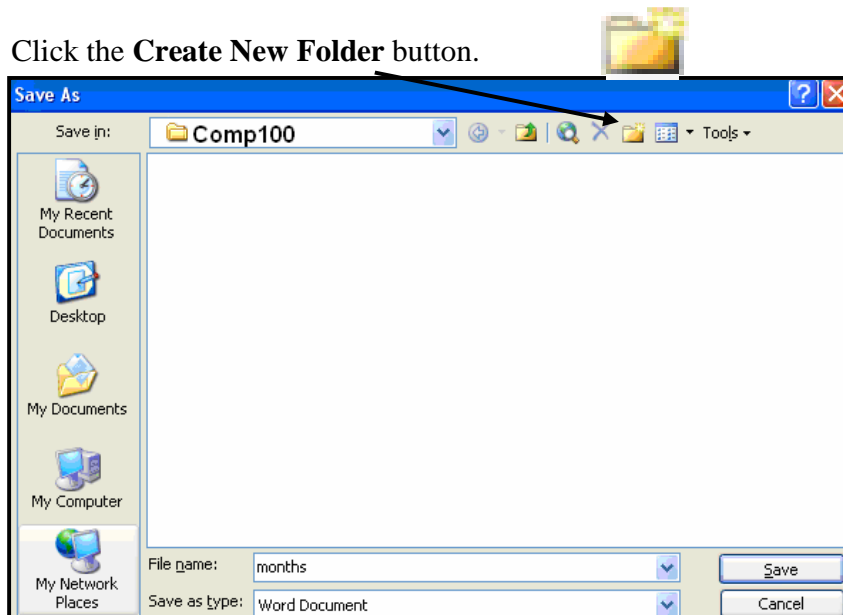 Click the Create New Folder button.
Save As
Save in:
Comp100
Tools
My Recent
Documents
Desktop
My Documents
My Computer
My Network
Places
File name:
months
Save
Save as type:
Word Document
Cancel